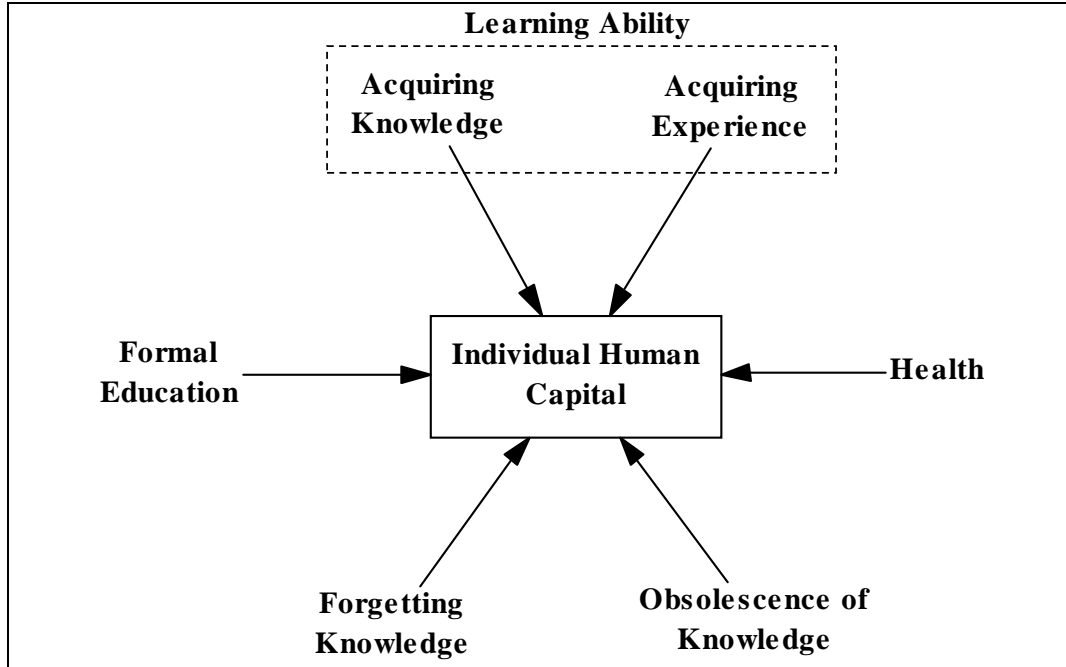 Learning Ability
Acquiring
Knowledge
Acquiring
Experience
Formal
Education
Individual Human
Capital
Health
Forgetting
Knowledge
Obsolescence of
Knowledge